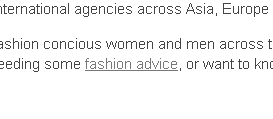 nternational agencies across Asia, Europe
ashion concious women and men across t
eeding some fashion advice, or want to kno